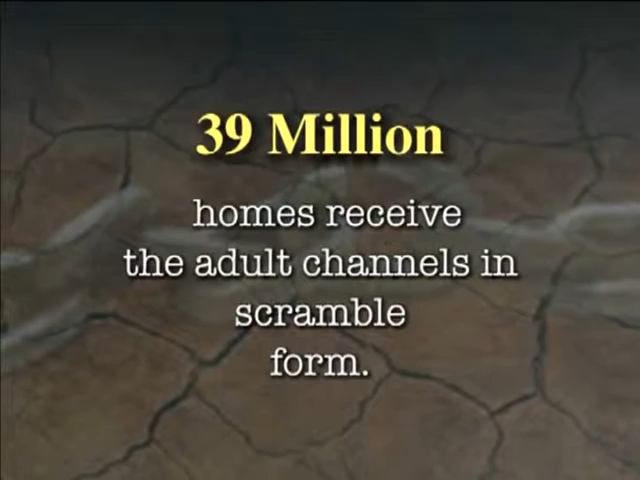 39 Million
homes receive
the adult channels in
scramble
form.